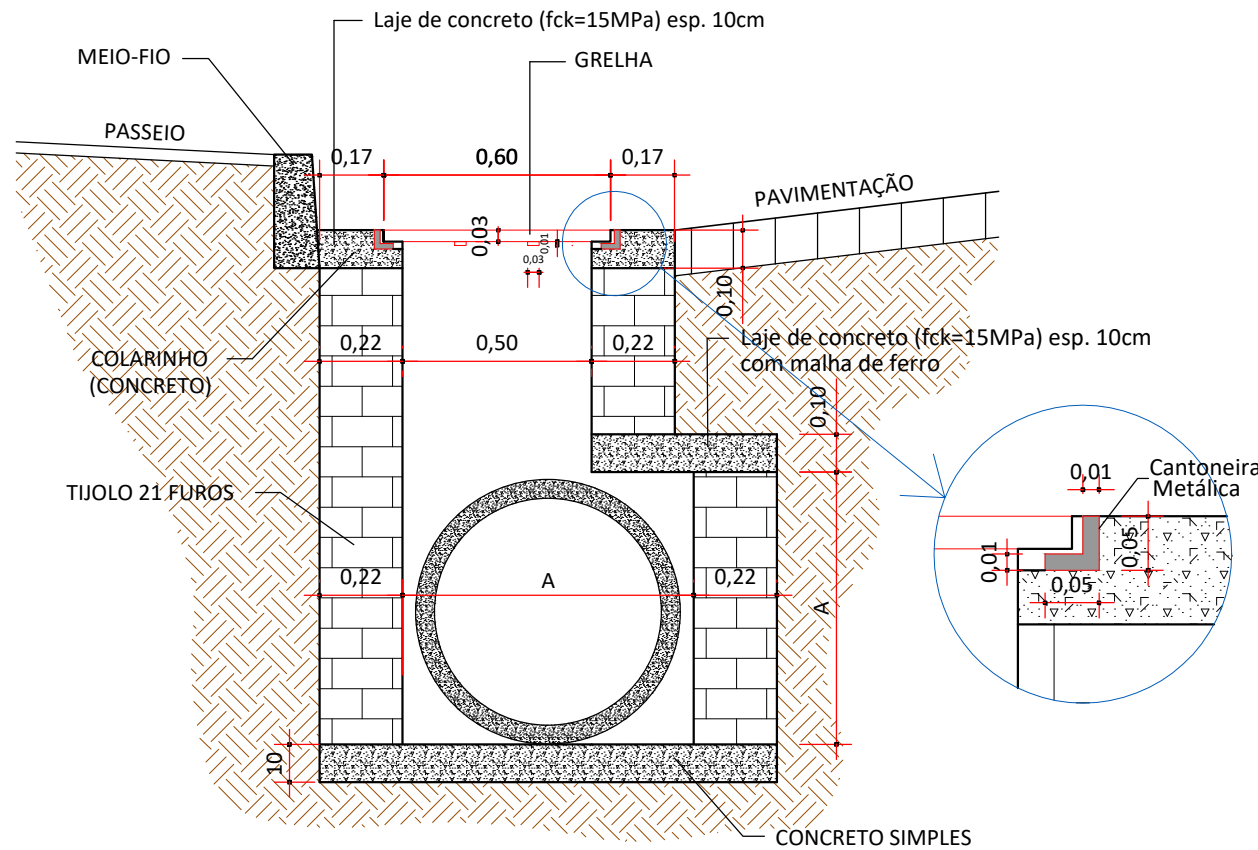 Laje de concreto (fck=15MPa) esp. 10cm
MEIO-FIO
GRELHA
PASSEIO
0,17
0,60
0,17
PAVIMENTAÇÃO
0,03
0,01
0,03
0,10
COLARINHO
(CONCRETO)
0,22
0,50
0,22
Laje de concreto (fck=15MPa) esp. 10cm
com malha de ferro
0,10
TIJOLO 21 FUROS
0,01
Cantoneira
Metálica
0,01
0,05
0,05
0,22
A
0,22
A
10
CONCRETO SIMPLES